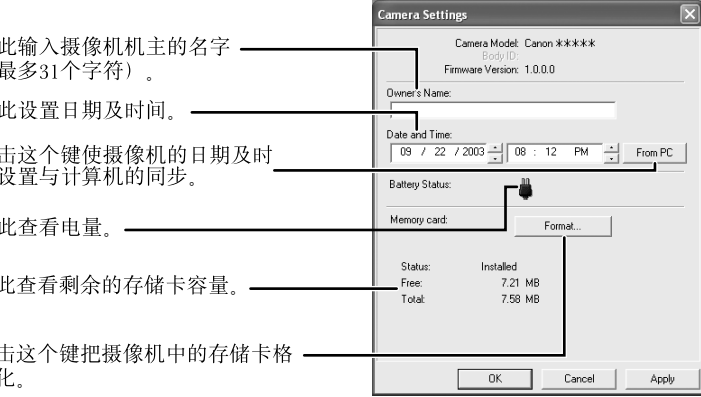 Camera Settings
Camera Model: Canon *****
Body ID:
Firmware Version: 1.0.0.0
此输入摄像机机主的名字
最多31个字符）。
Owner's Name:
此设置日期及时间。
Date and Time:
09 / 22 / 2003 08 : 12 PM From PC
击这个键使摄像机的日期及时
设置与计算机的同步。
Battery Status:
此查看电量。
Memory card: Format...
Status: Installed
此查看剩余的存储卡容量。
Free: 7.21 MB
Total: 7.58 MB
击这个键把摄像机中的存储卡格
化。
OK Cancel Apply